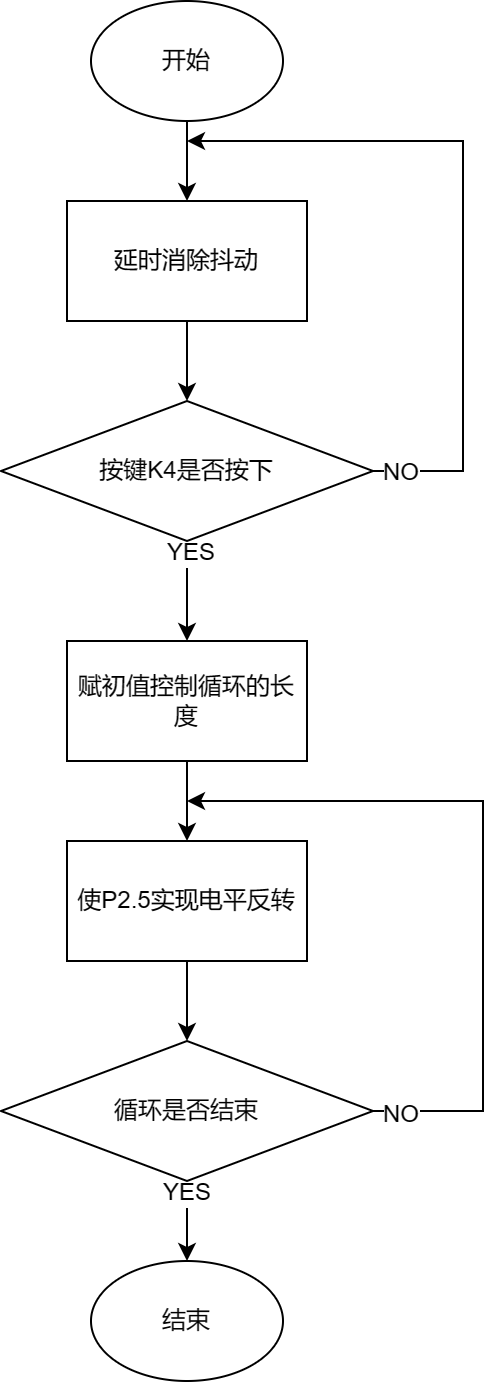 开始
延时消除抖动
按键K4是否按下
NO
YES
赋初值控制循环的长
度
使P2.5实现电平反转
循环是否结束
NO
YES
结束